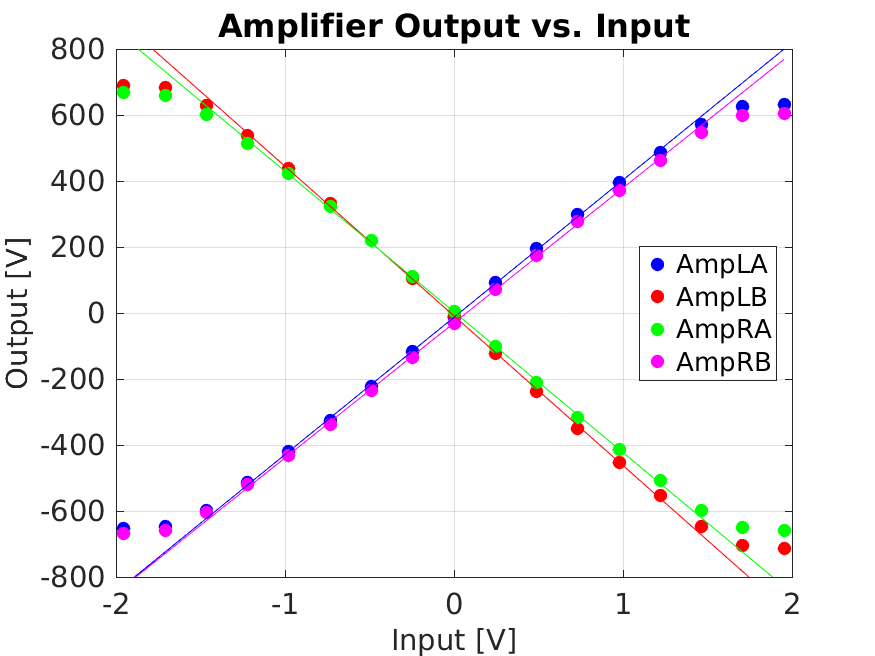 Amplifier Output vs. Input
Output [V]
800
600
400
200
0
-200
-400
-600
-800
-2
-1
0
1
2
Input [V]
AmpLA
AmpLB
AmpRA
AmpRB